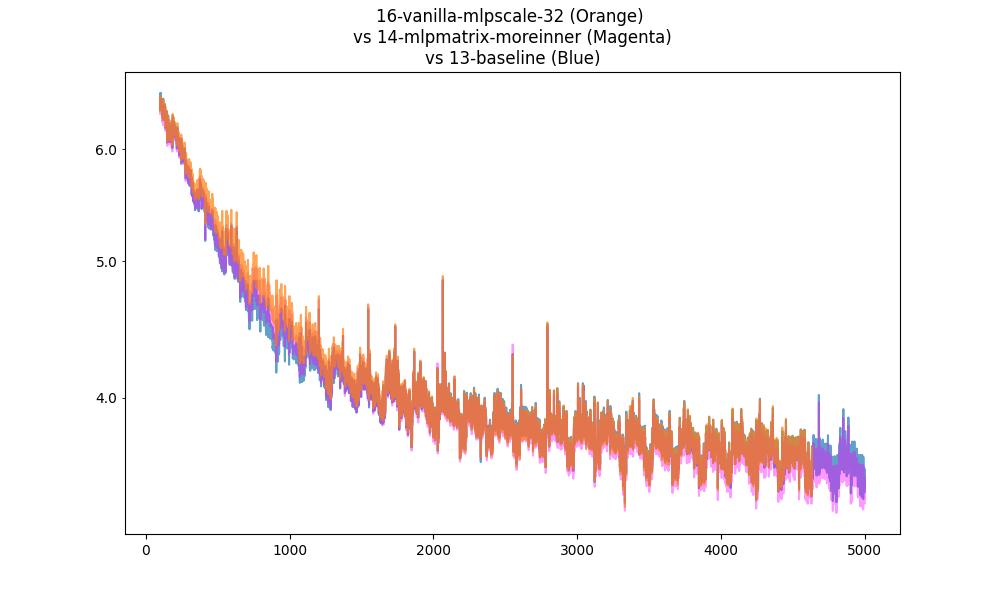 16-vanilla-mlpscale-32 (Orange)
vs 14-mlpmatrix-moreinner (Magenta)
vs 13-baseline (Blue)
6.0
5.0
4.0
0 1000 2000 3000 4000 5000